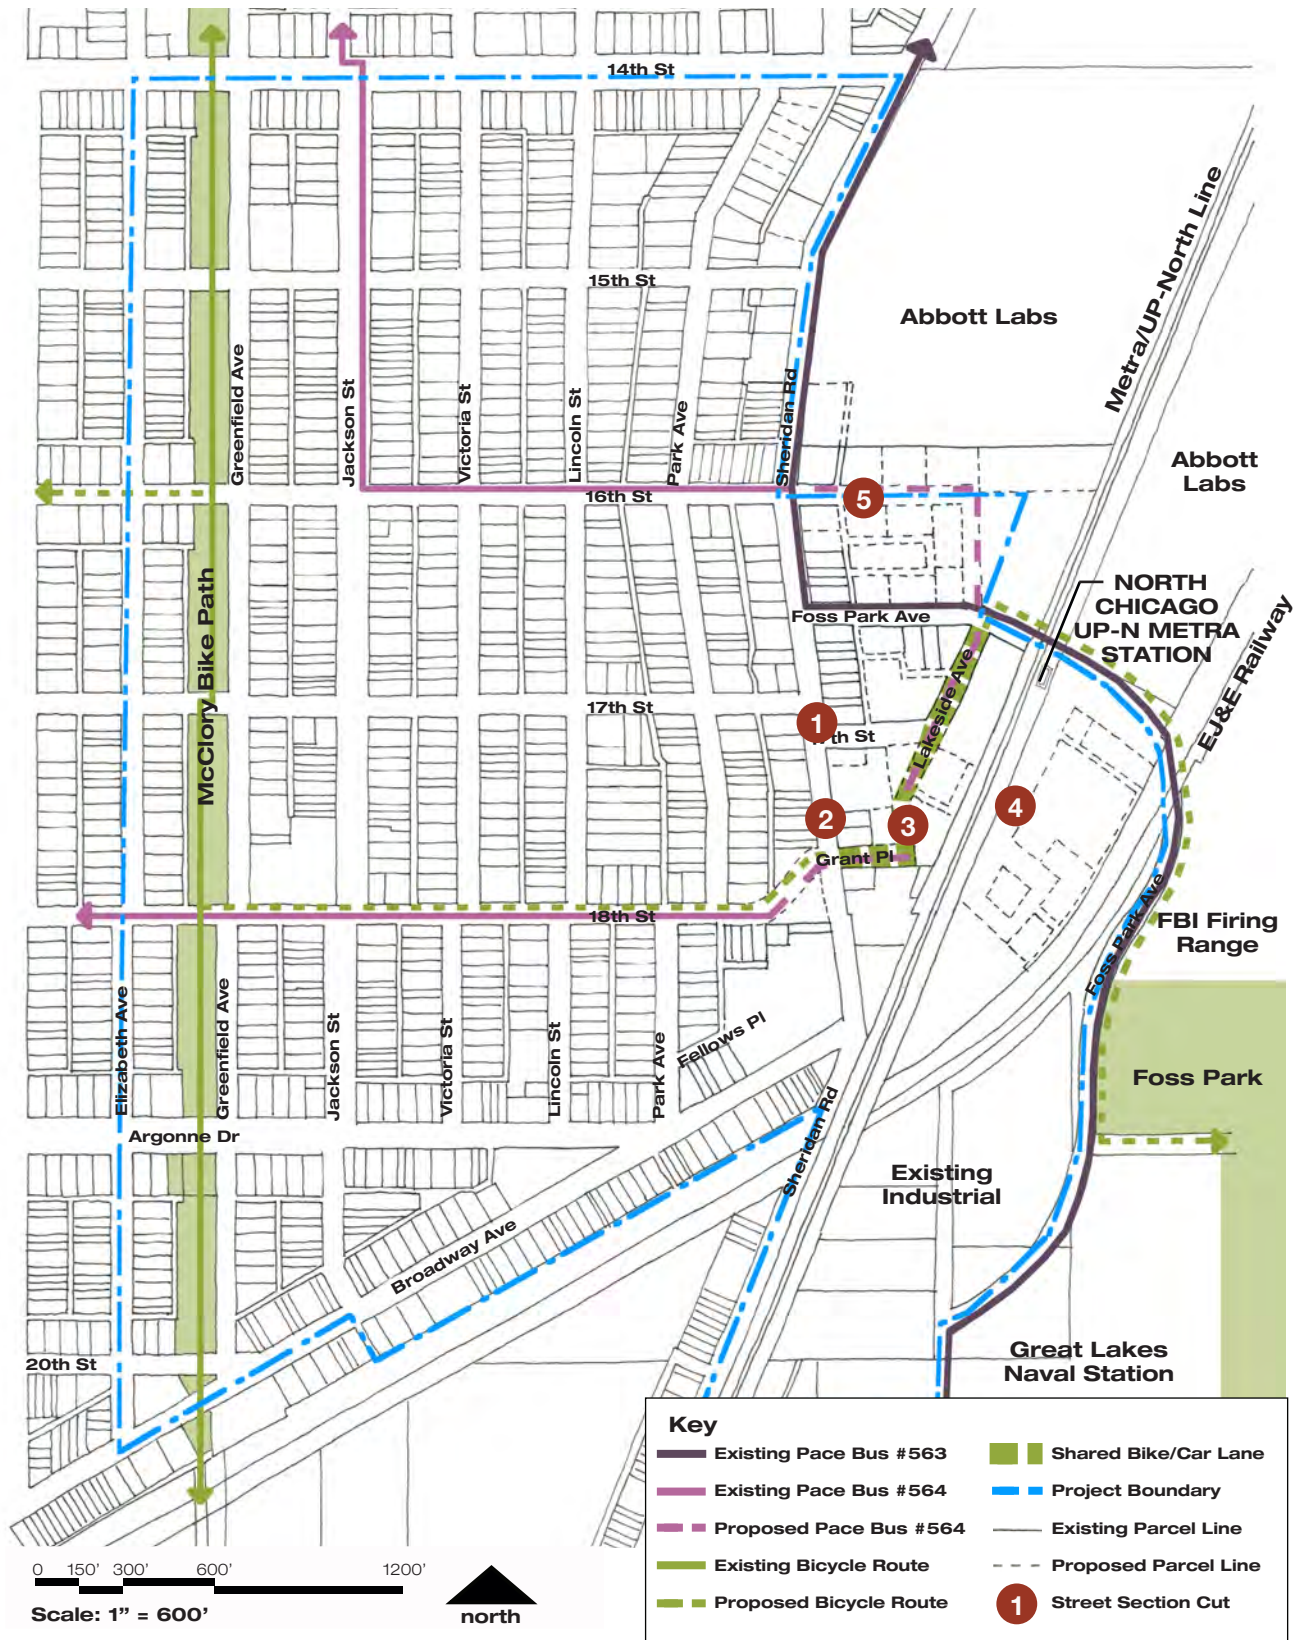 14th St
Metra/UP-North Line
15th St
Abbott Labs
Greenfield Ave
Jackson St
Victoria St
Lincoln St
Park Ave
Sheridan Rd
Abbott
Labs
16th St
5
McClory Bike Path
NORTH
CHICAGO
UP-N METRA
STATION
Foss Park Ave
EJ&E Railway
Lakeside Ave
17th St
1
17th St
2
3
4
Grant Pl
18th St
Foss Park Ave
FBI Firing
Range
Elizabeth Ave
Greenfield Ave
Jackson St
Victoria St
Lincoln St
Park Ave
Fellows Pl
Foss Park
Argonne Dr
Sheridan Rd
Existing
Industrial
Broadway Ave
20th St
Great Lakes
Naval Station
Key
Existing Pace Bus #563
Existing Pace Bus #564
Proposed Pace Bus #564
Existing Bicycle Route
Proposed Bicycle Route
Shared Bike/Car Lane
Project Boundary
Existing Parcel Line
Proposed Parcel Line
1 Street Section Cut
0 150' 300' 600' 1200'
Scale: 1” = 600’
north